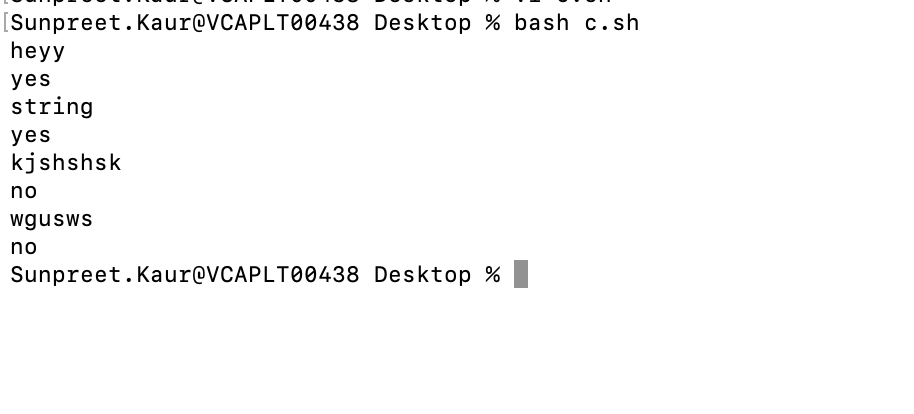 [Sunpreet.Kaur@VCAPLT00438 Desktop % bash c.sh
heyy
yes
string
yes
kjshshsk
no
wgusws
no
Sunpreet.Kaur@VCAPLT00438 Desktop %